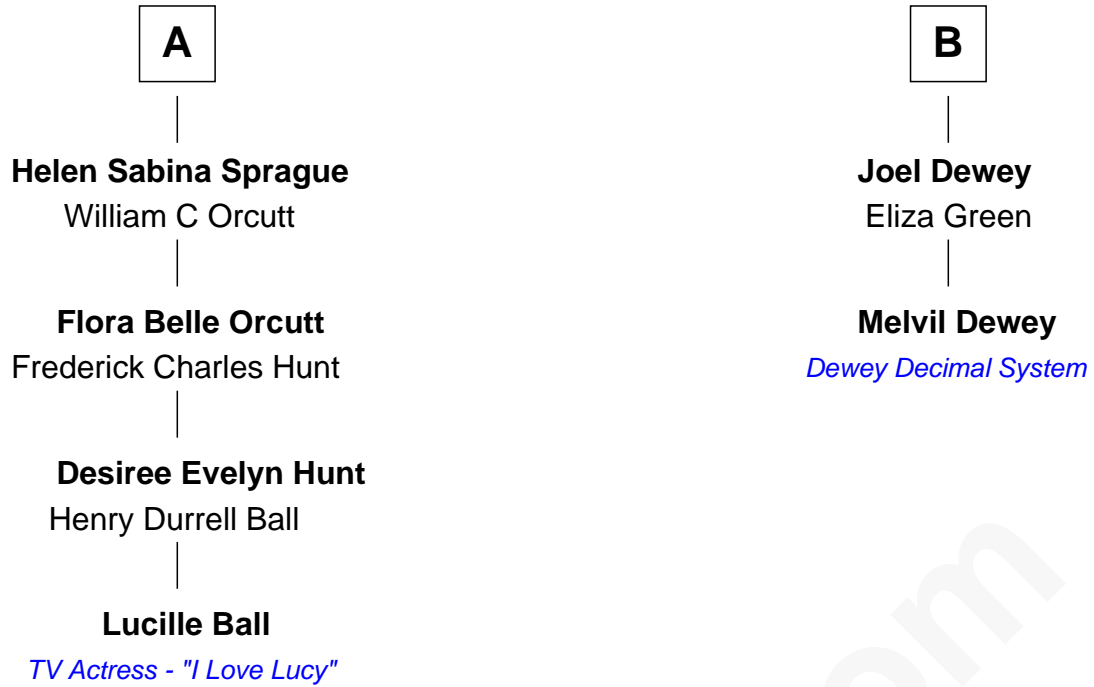 A
Helen Sabina Sprague
William C Orcutt
Flora Belle Orcutt
Frederick Charles Hunt
Desiree Evelyn Hunt
Henry Durrell Ball
Lucille Ball
TV Actress - "I Love Lucy"
B
Joel Dewey
Eliza Green
Melvil Dewey
Dewey Decimal System
om